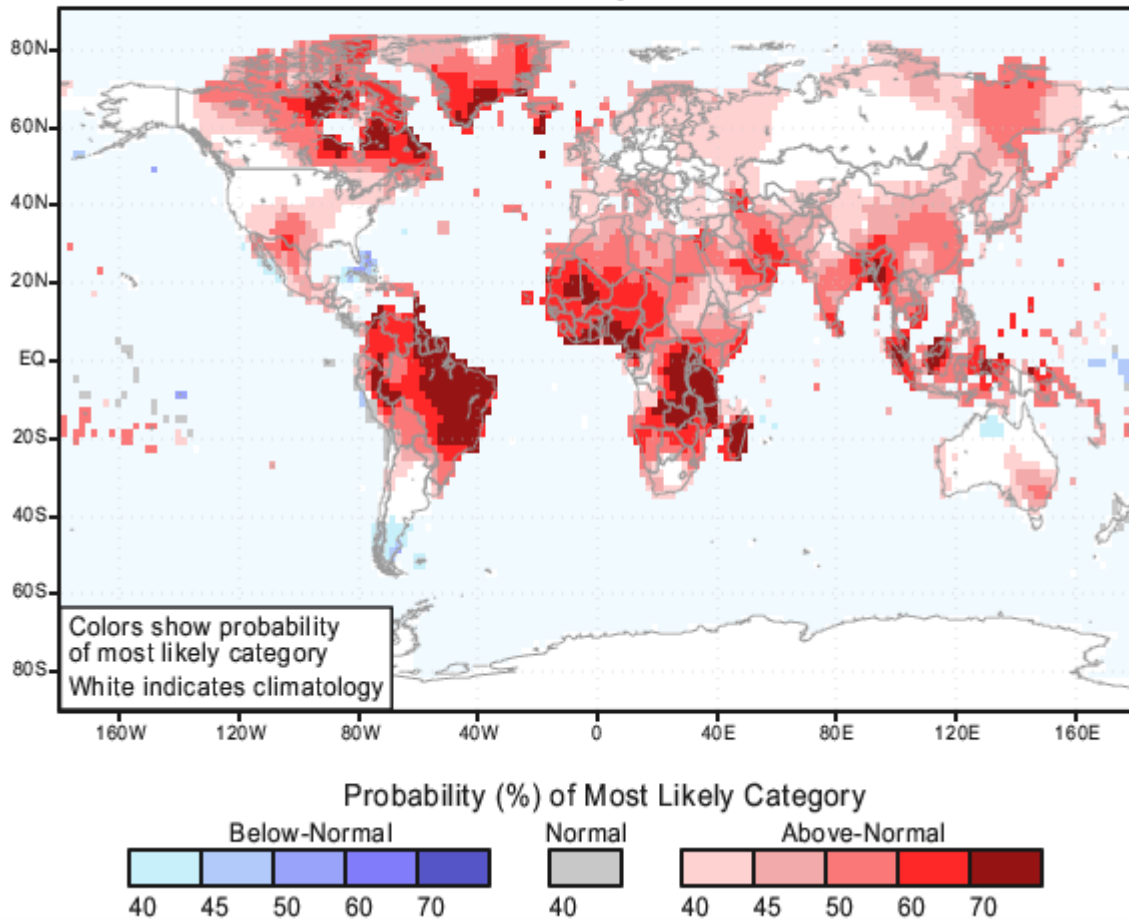 80N
60N
40N
20N
EQ
20S
40S
60S
80S
Colors show probability
of most likely category
White indicates climatology
160W 120W 80W 40W 0 40E 80E 120E 160E
Probability (%) of Most Likely Category
Below-Normal Normal Above-Normal
40 45 50 60 70 40 40 45 50 60 70